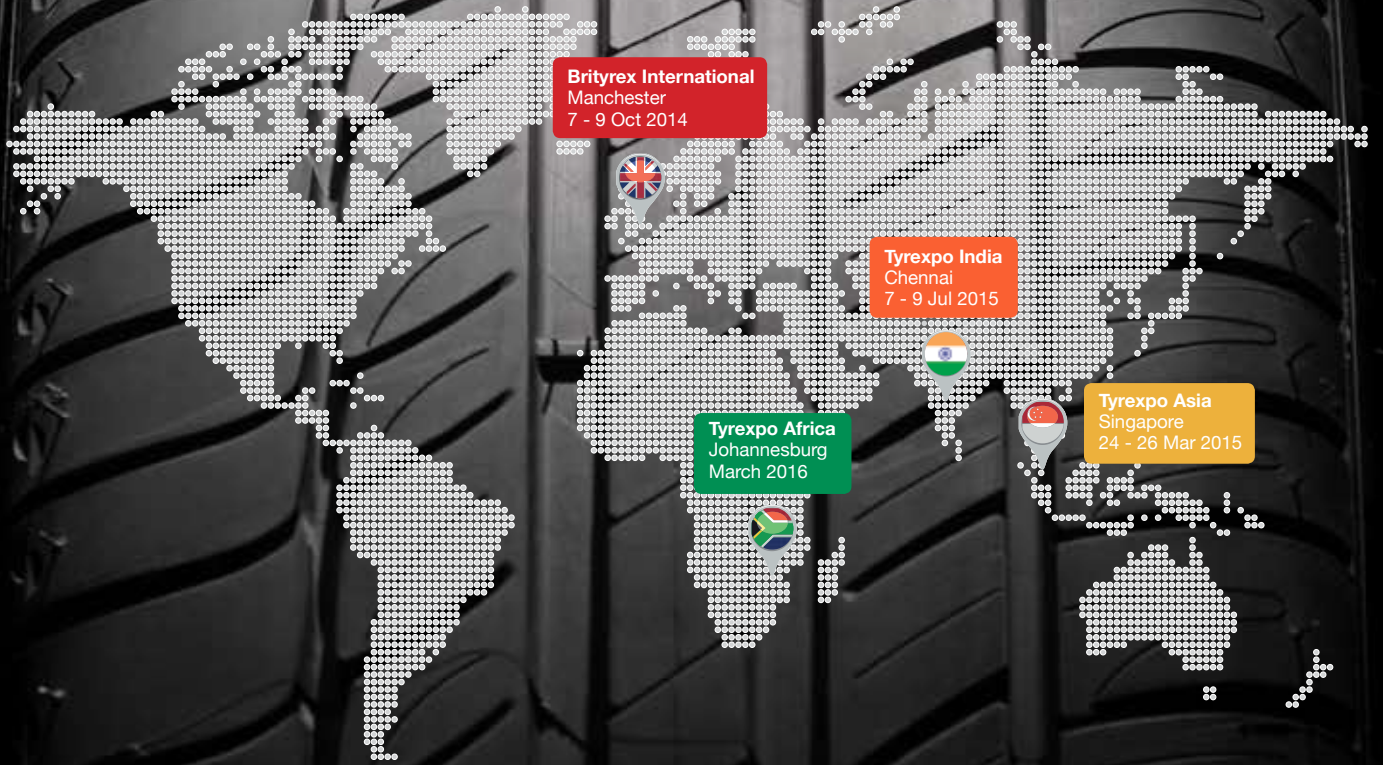 Brityrex International
Manchester
7 - 9 Oct 2014
Tyrexpo India
Chennai
7 - 9 Jul 2015
Tyrexpo Asia
Singapore
24 - 26 Mar 2015
Tyrexpo Africa
Johannesburg
March 2016